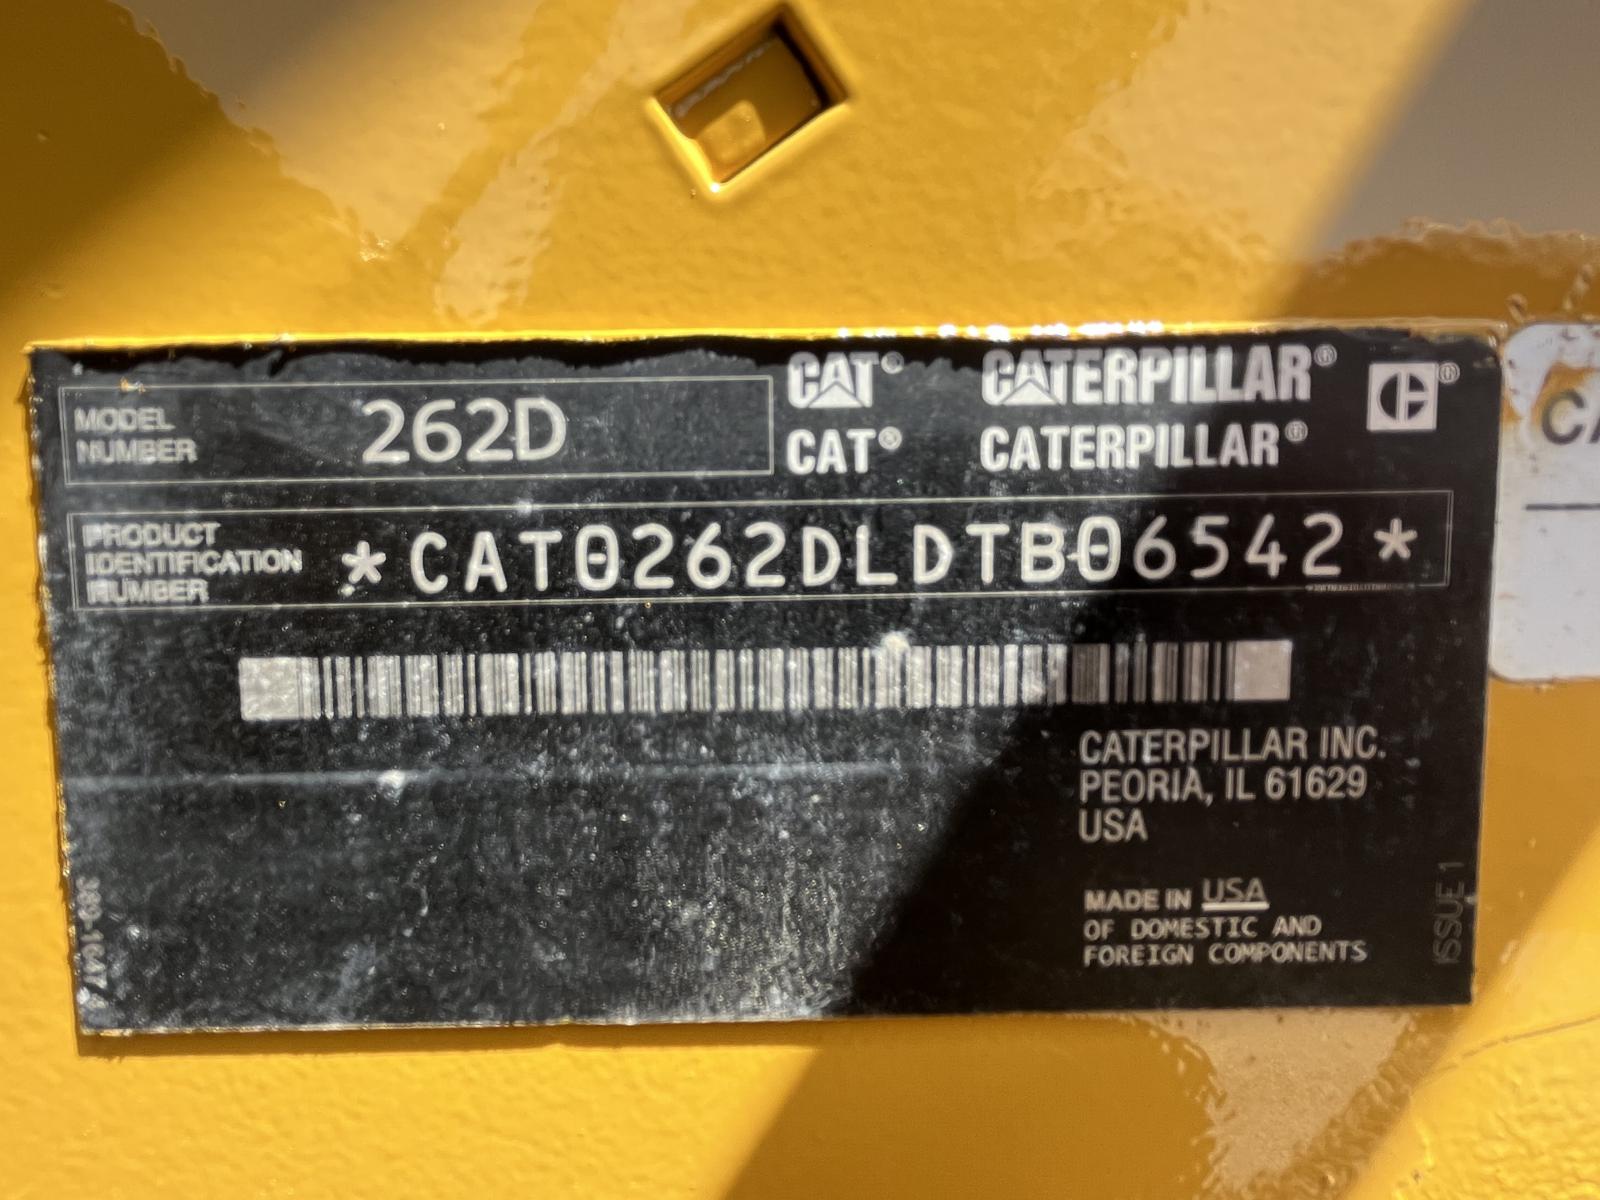 CAT® CATERPILLAR® ®
MODEL NUMBER 262D
CAT® CATERPILLAR®
PRODUCT IDENTIFICATION NUMBER *CAT0262DLDTB06542*
CATERPILLAR INC.
PEORIA, IL 61629
USA
MADE IN USA
OF DOMESTIC AND
FOREIGN COMPONENTS
ISSUE 1